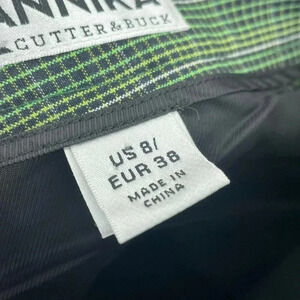 ANNIKA
CUTTER&BUCK
US 8/
EUR 38
MADE IN
CHINA